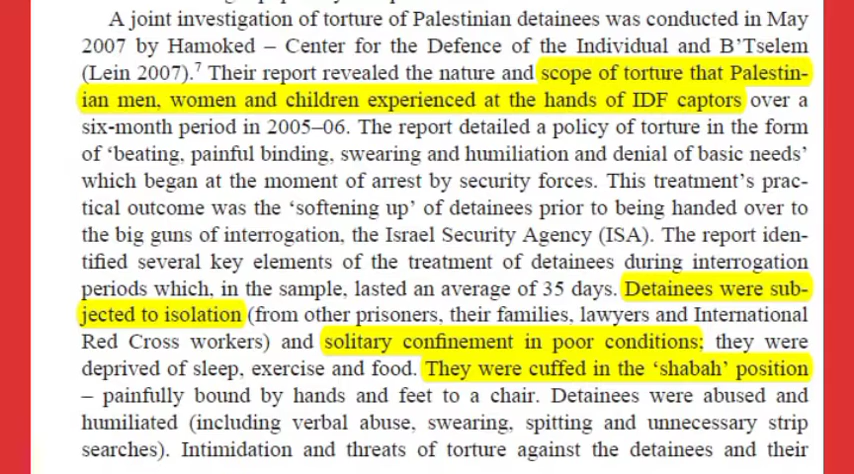 A joint investigation of torture of Palestinian detainees was conducted in May
2007 by Hamoked – Center for the Defence of the Individual and B’Tselem
(Lein 2007).7 Their report revealed the nature and scope of torture that Palestin-
ian men, women and children experienced at the hands of IDF captors over a
six-month period in 2005–06. The report detailed a policy of torture in the form
of ‘beating, painful binding, swearing and humiliation and denial of basic needs’
which began at the moment of arrest by security forces. This treatment’s prac-
tical outcome was the ‘softening up’ of detainees prior to being handed over to
the big guns of interrogation, the Israel Security Agency (ISA). The report iden-
tified several key elements of the treatment of detainees during interrogation
periods which, in the sample, lasted an average of 35 days. Detainees were sub-
jected to isolation (from other prisoners, their families, lawyers and International
Red Cross workers) and solitary confinement in poor conditions; they were
deprived of sleep, exercise and food. They were cuffed in the ‘shabah’ position
– painfully bound by hands and feet to a chair. Detainees were abused and
humiliated (including verbal abuse, swearing, spitting and unnecessary strip
searches). Intimidation and threats of torture against the detainees and their